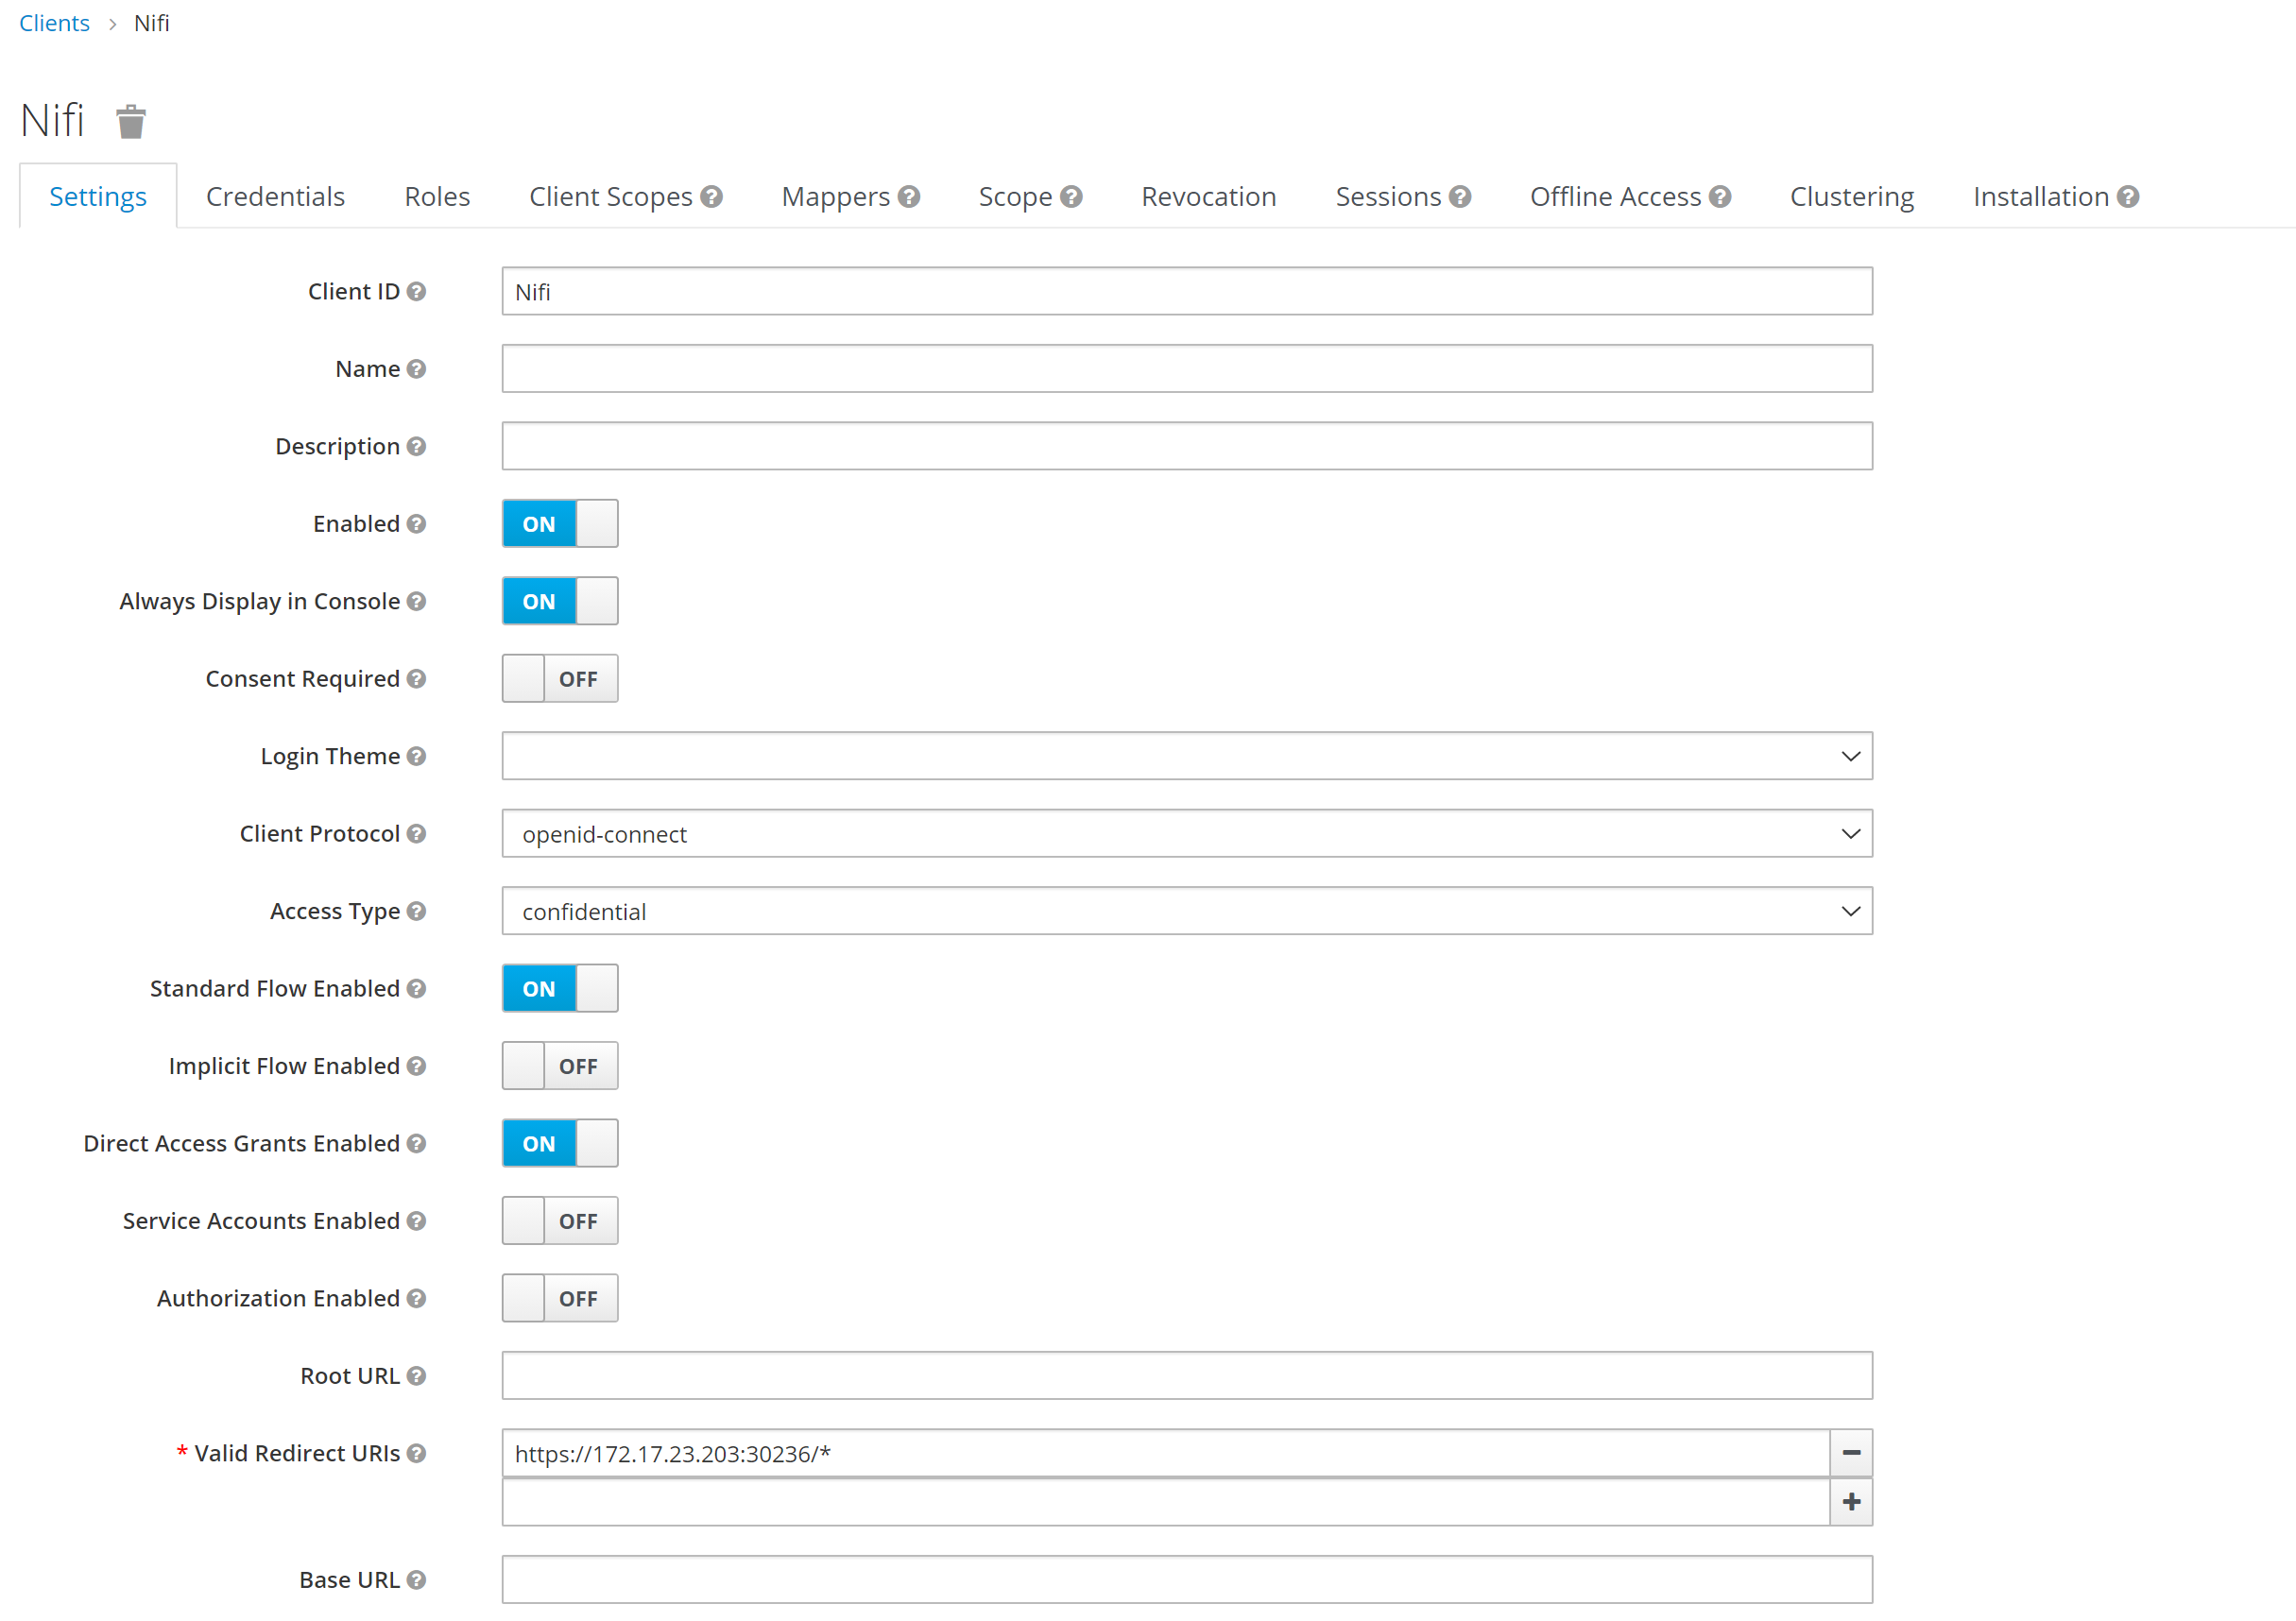 Clients > Nifi
Nifi
Settings Credentials Roles Client Scopes Mappers Scope Revocation Sessions Offline Access Clustering Installation
Client ID Nifi
Name
Description
Enabled ON
Always Display in Console ON
Consent Required OFF
Login Theme
Client Protocol openid-connect
Access Type confidential
Standard Flow Enabled ON
Implicit Flow Enabled OFF
Direct Access Grants Enabled ON
Service Accounts Enabled OFF
Authorization Enabled OFF
Root URL
* Valid Redirect URIs https://172.17.23.203:30236/*
Base URL